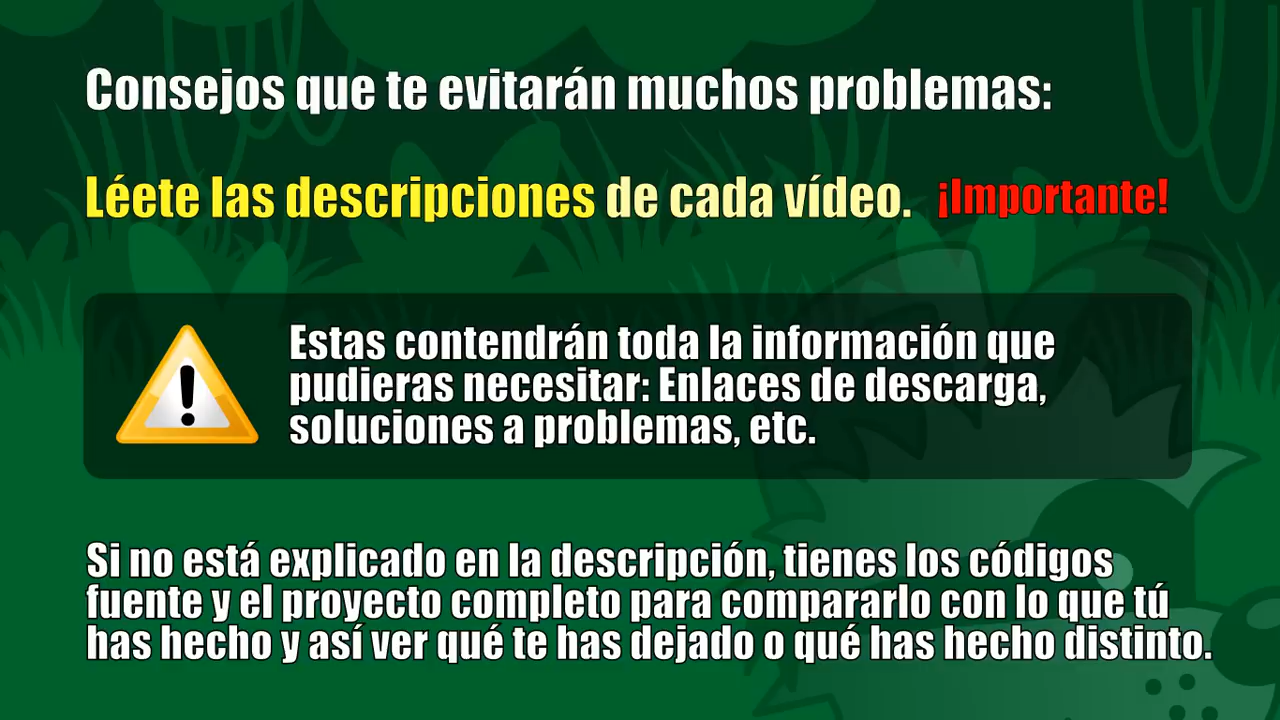 Consejos que te evitarán muchos problemas:
Léete las descripciones de cada vídeo. ¡Importante!
Estas contendrán toda la información que
pudieras necesitar: Enlaces de descarga,
soluciones a problemas, etc.
Si no está explicado en la descripción, tienes los códigos
fuente y el proyecto completo para compararlo con lo que tú
has hecho y así ver qué te has dejado o qué has hecho distinto.